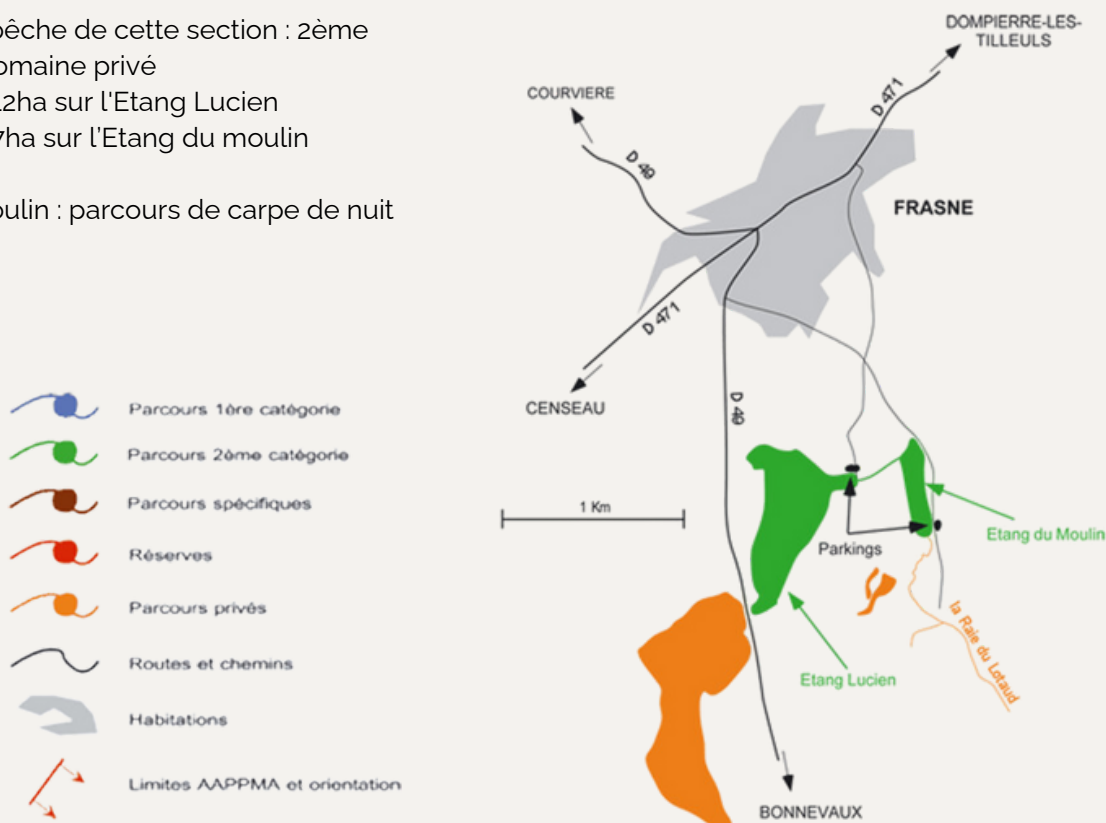 pêche de cette section : 2ème
omaine privé
12ha sur l'Etang Lucien
7ha sur l’Etang du moulin
oulin : parcours de carpe de nuit
Parcours 1ère catégorie
Parcours 2ème catégorie
Parcours spécifiques
Réserves
Parcours privés
Routes et chemins
Habitations
Limites AAPPMA et orientation
DOMPIERRE-LES-
TILLEULS
COURVIERE
D 471
D 49
FRASNE
D 471
CENSEAU
D 49
1 Km
Parkings
Etang du Moulin
la Raie du Lotaud
Etang Lucien
BONNEVAUX